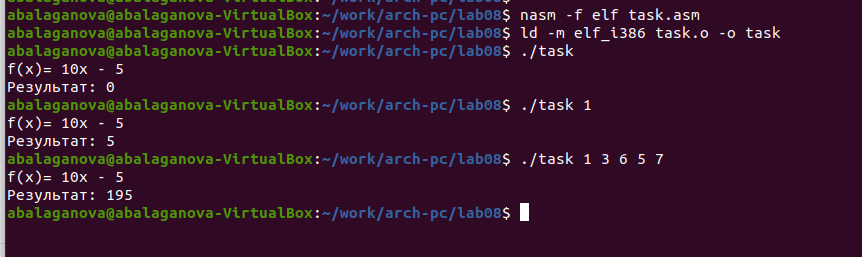 abalaganova@abalaganova-VirtualBox:~/work/arch-pc/lab08$ nasm -f elf task.asm
abalaganova@abalaganova-VirtualBox:~/work/arch-pc/lab08$ ld -m elf_i386 task.o -o task
abalaganova@abalaganova-VirtualBox:~/work/arch-pc/lab08$ ./task
f(x)= 10x - 5
Результат: 0
abalaganova@abalaganova-VirtualBox:~/work/arch-pc/lab08$ ./task 1
f(x)= 10x - 5
Результат: 5
abalaganova@abalaganova-VirtualBox:~/work/arch-pc/lab08$ ./task 1 3 6 5 7
f(x)= 10x - 5
Результат: 195
abalaganova@abalaganova-VirtualBox:~/work/arch-pc/lab08$